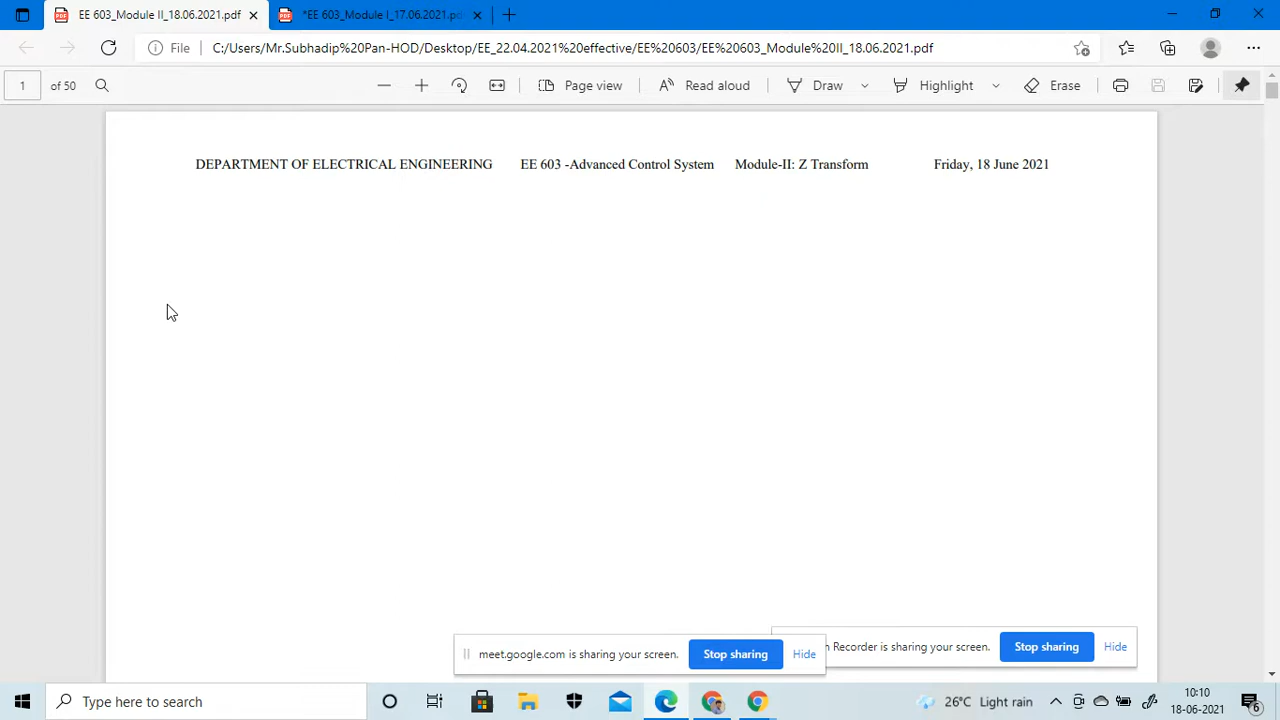 EE 603_Module II_18.06.2021.pdf
*EE 603_Module I_17.06.2021.pdf
File
C:/Users/Mr.Subhadip%20Pan-HOD/Desktop/EE_22.04.2021%20effective/EE%20603/EE%20603_Module%20II_18.06.2021.pdf
1 of 50
Page view
Read aloud
Draw
Highlight
Erase
DEPARTMENT OF ELECTRICAL ENGINEERING EE 603 -Advanced Control System Module-II: Z Transform Friday, 18 June 2021
meet.google.com is sharing your screen. Stop sharing Hide
Recorder is sharing your screen. Stop sharing Hide
Type here to search
26°C Light rain
10:10
18-06-2021
6